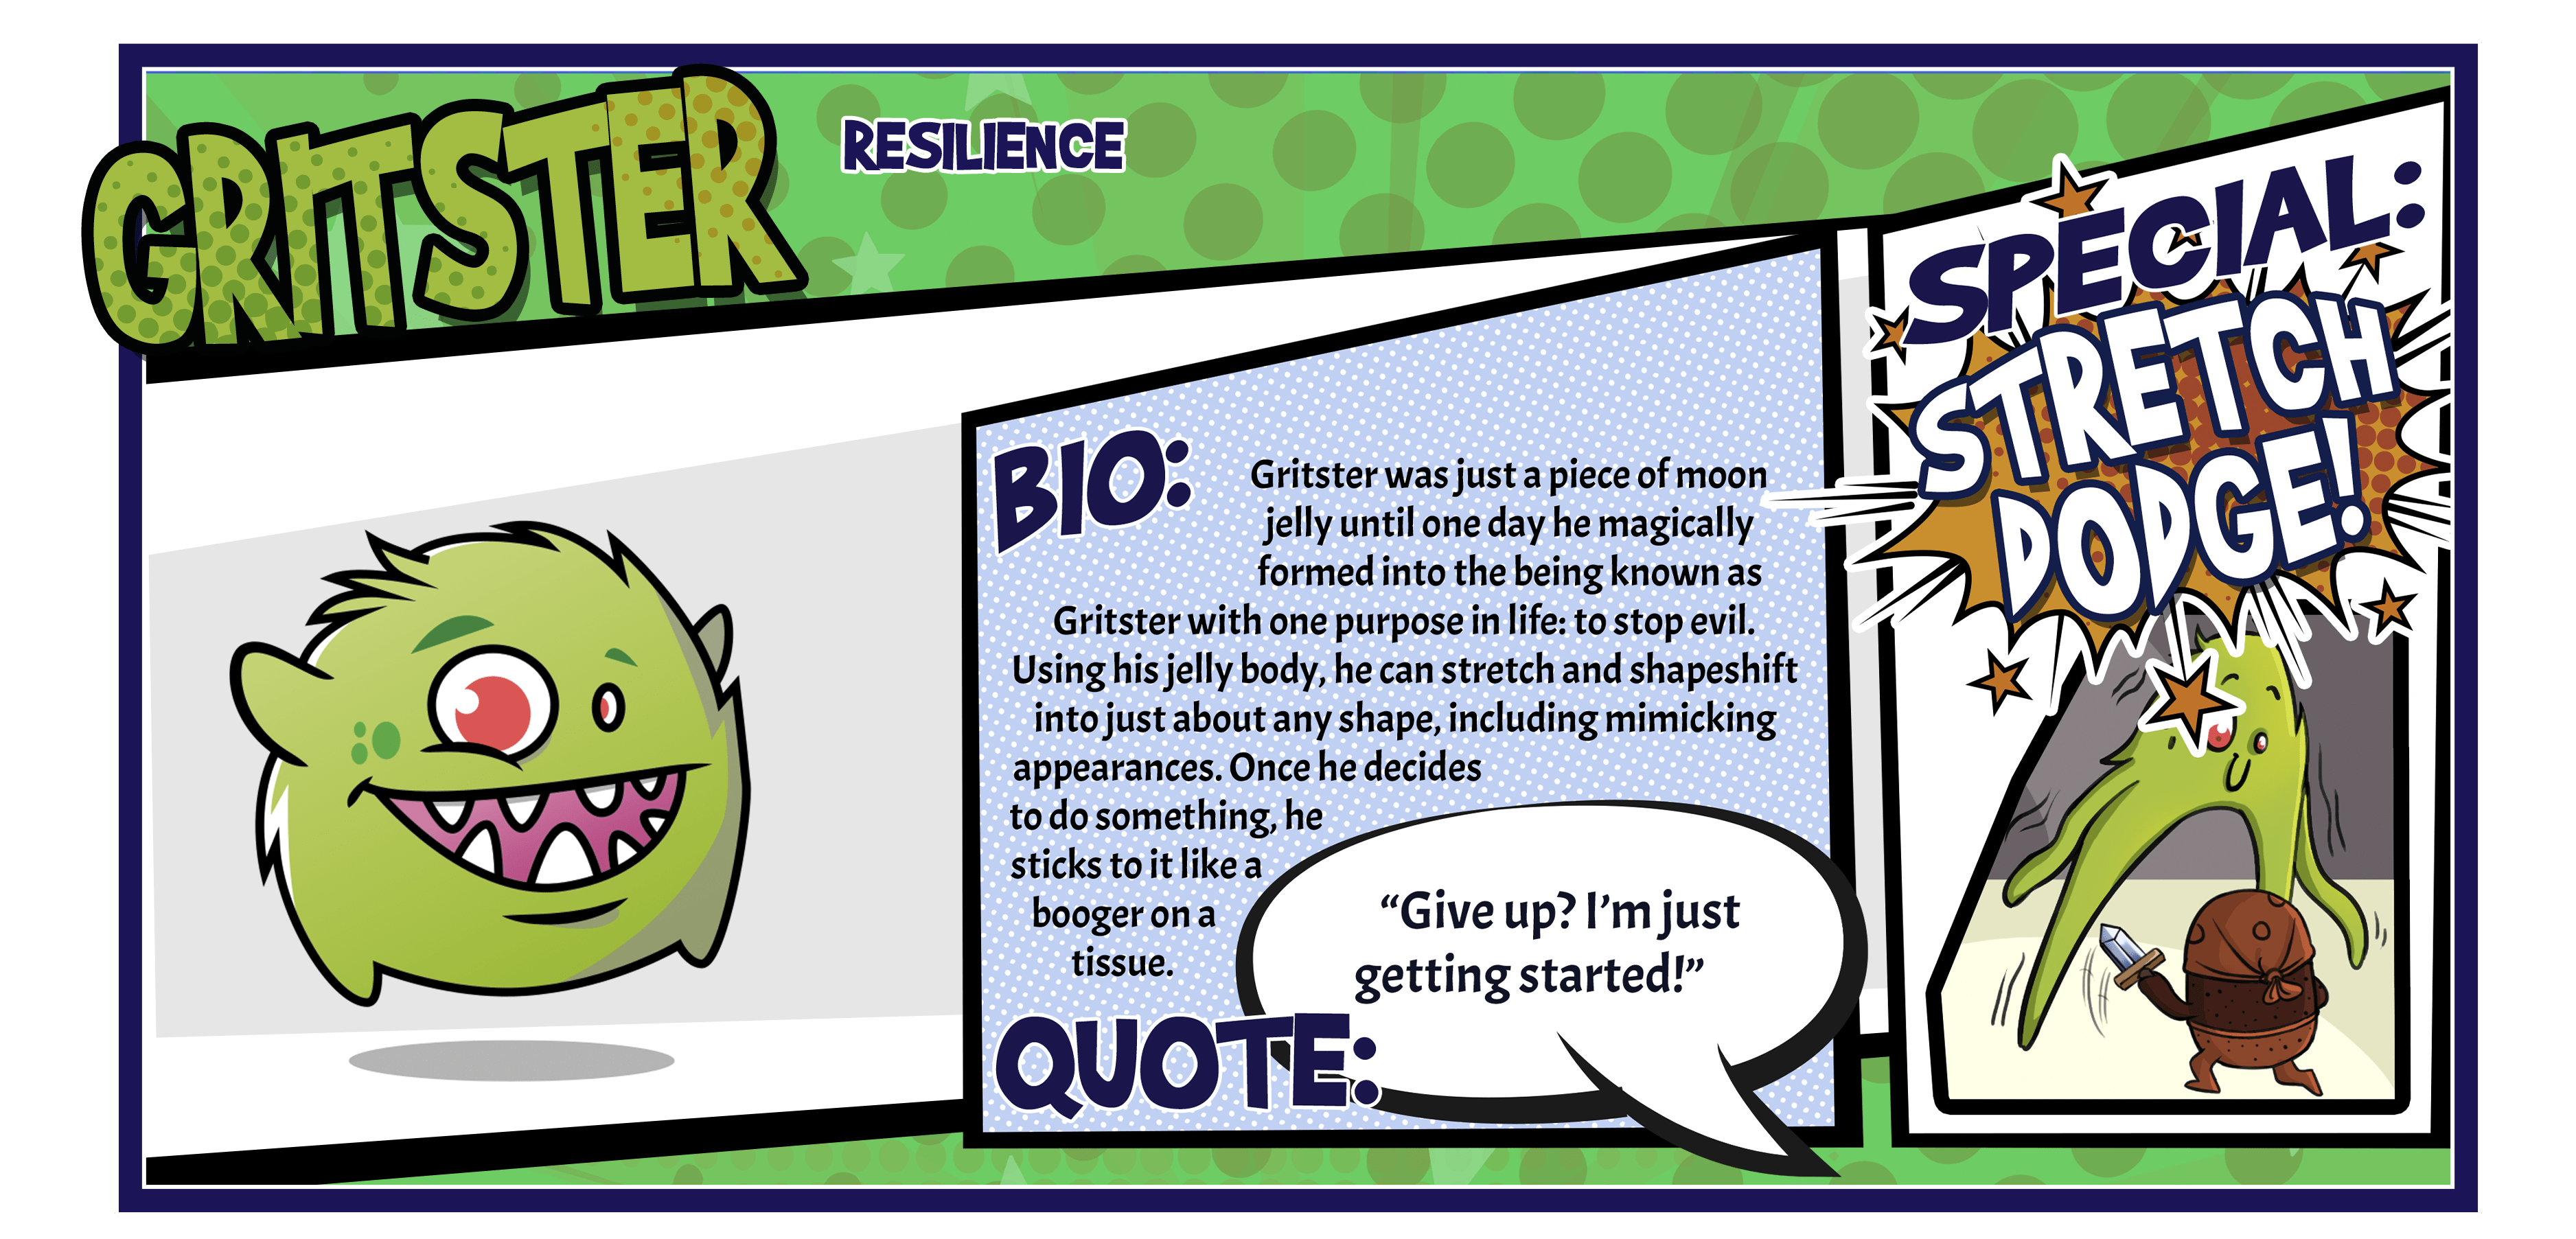 GRITSTER
RESILIENCE
BIO:
Gritster was just a piece of moon
jelly until one day he magically
formed into the being known as
Gritster with one purpose in life: to stop evil.
Using his jelly body, he can stretch and shapeshift
into just about any shape, including mimicking
appearances. Once he decides
to do something, he
sticks to it like a
booger on a
tissue.
QUOTE:
“Give up? I’m just
getting started!”
SPECIAL:
STRETCH
DODGE!